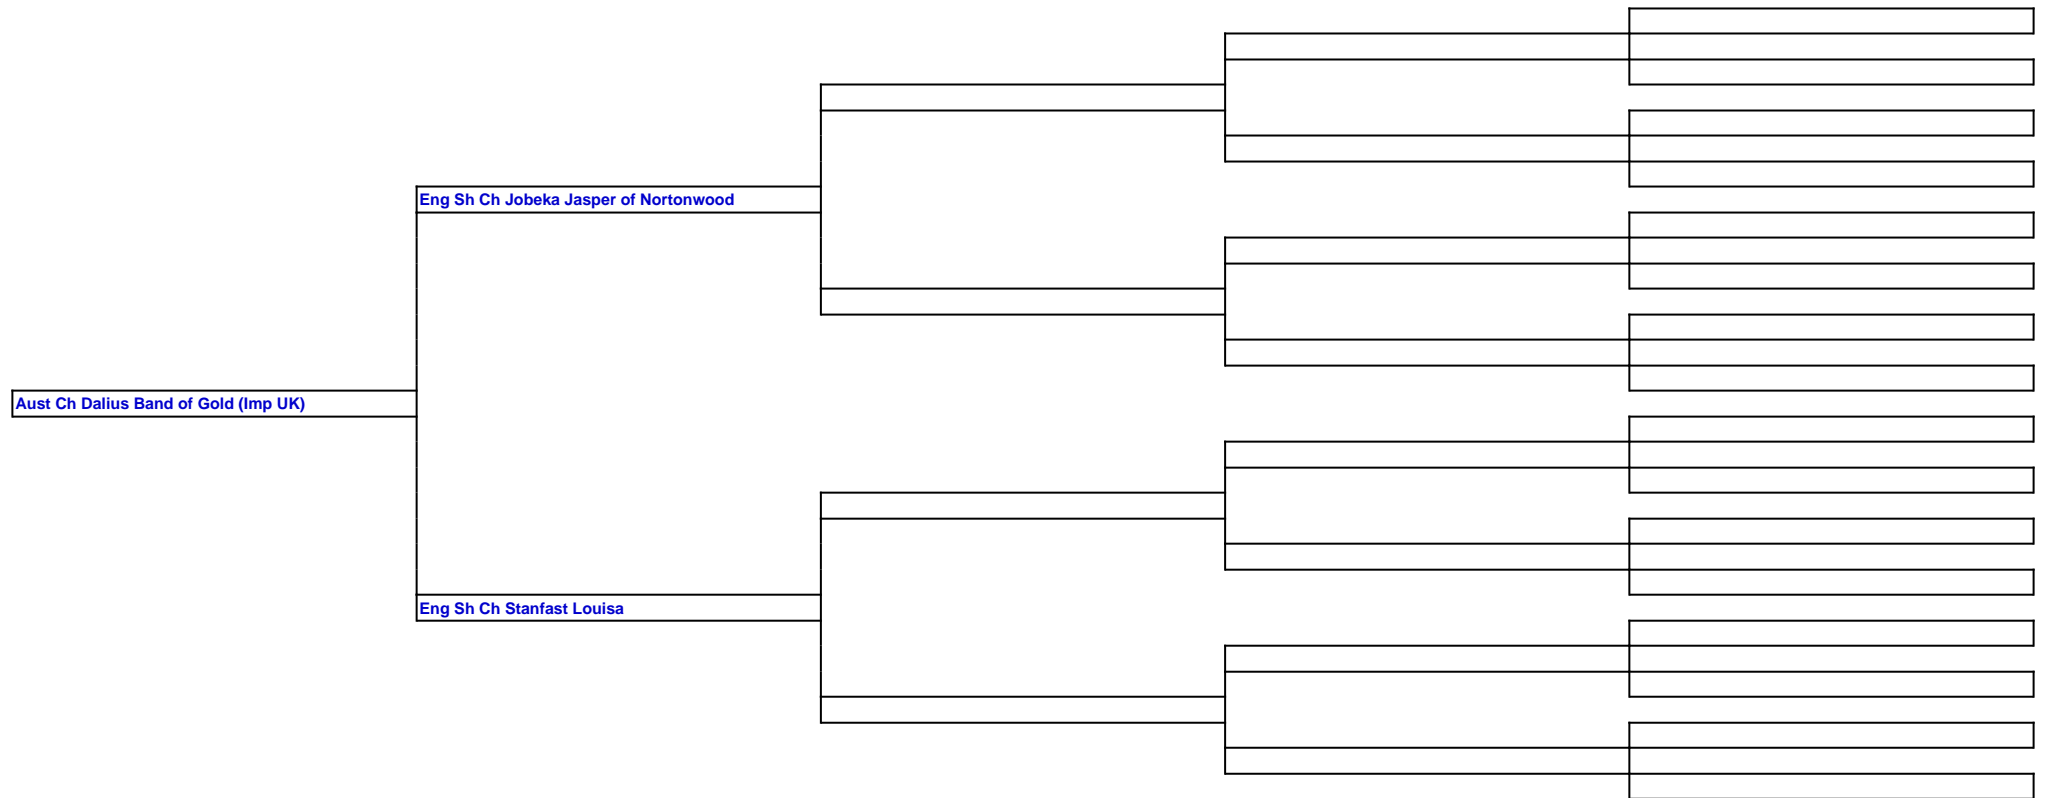 Eng Sh Ch Jobeka Jasper of Nortonwood
Aust Ch Dalius Band of Gold (Imp UK)
Eng Sh Ch Stanfast Louisa